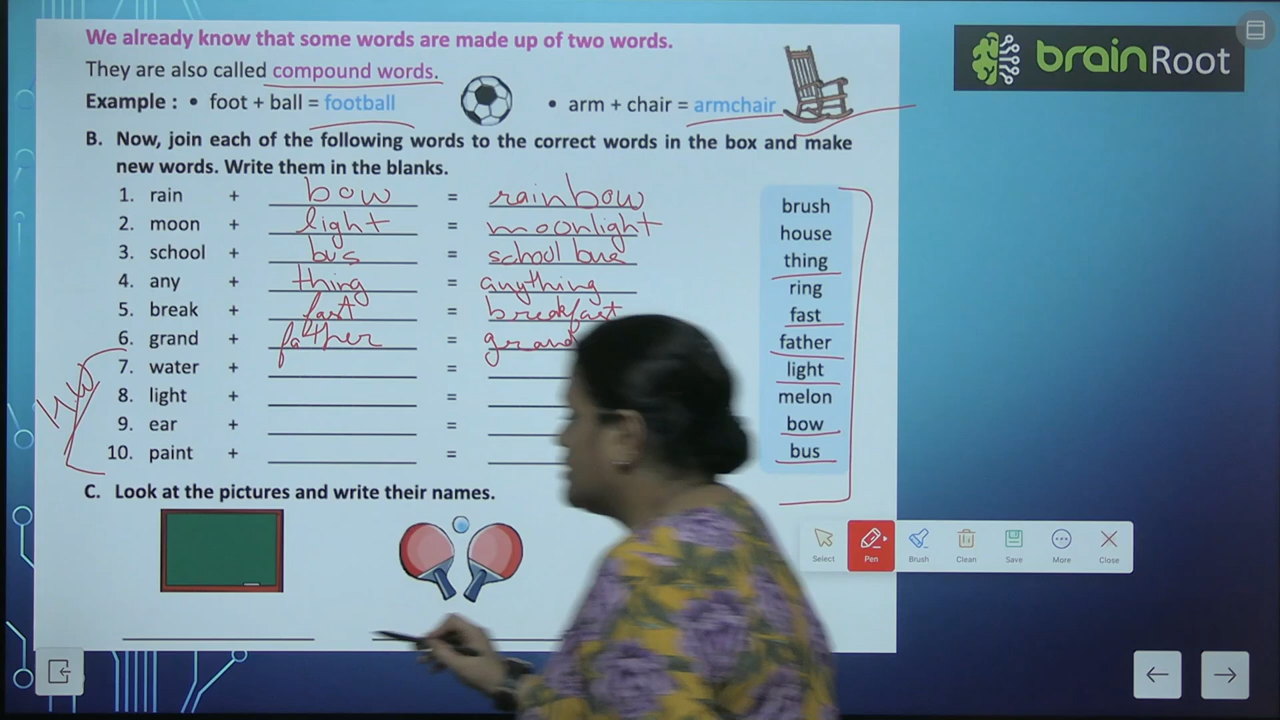 We already know that some words are made up of two words.
They are also called compound words.
Example : • foot + ball = football • arm + chair = armchair
B. Now, join each of the following words to the correct words in the box and make
new words. Write them in the blanks.
1. rain + bow = rainbow
2. moon + light = moonlight
3. school + bus = school bus
4. any + thing = anything
5. break + fast = breakfast
6. grand + father = grand
7. water + =
8. light + =
9. ear + =
10. paint + =
HW
brush
house
thing
ring
fast
father
light
melon
bow
bus
C. Look at the pictures and write their names.
brainRoot
Select Pen Brush Clean Save More Close